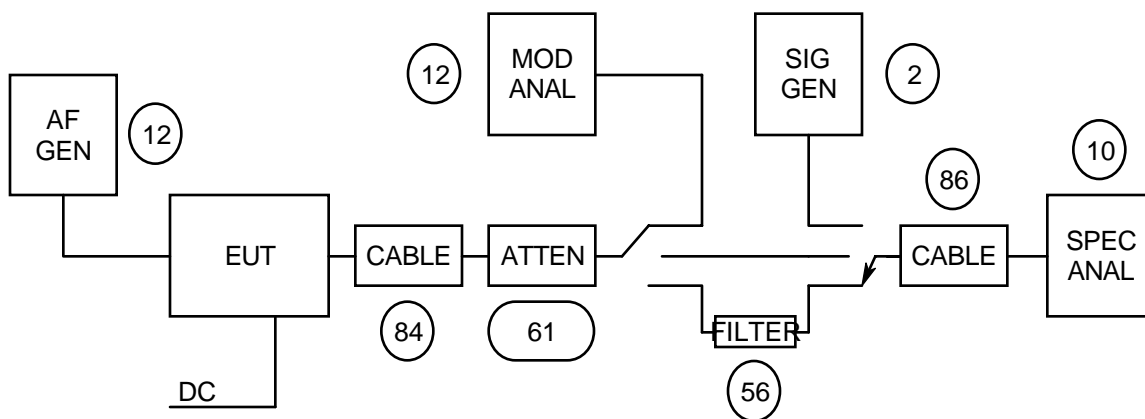 MOD
ANAL
12
SIG
GEN
2
AF
GEN
12
10
86
EUT
CABLE
ATTEN
CABLE
SPEC
ANAL
84
61
FILTER
56
DC